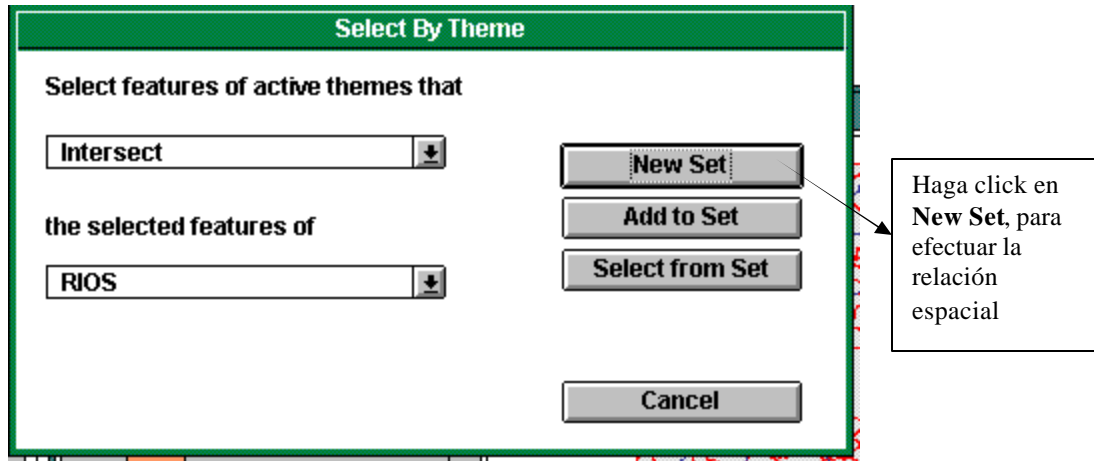 Select By Theme
Select features of active themes that
Intersect
the selected features of
RIOS
New Set
Add to Set
Select from Set
Cancel
Haga click en
New Set, para
efectuar la
relación
espacial